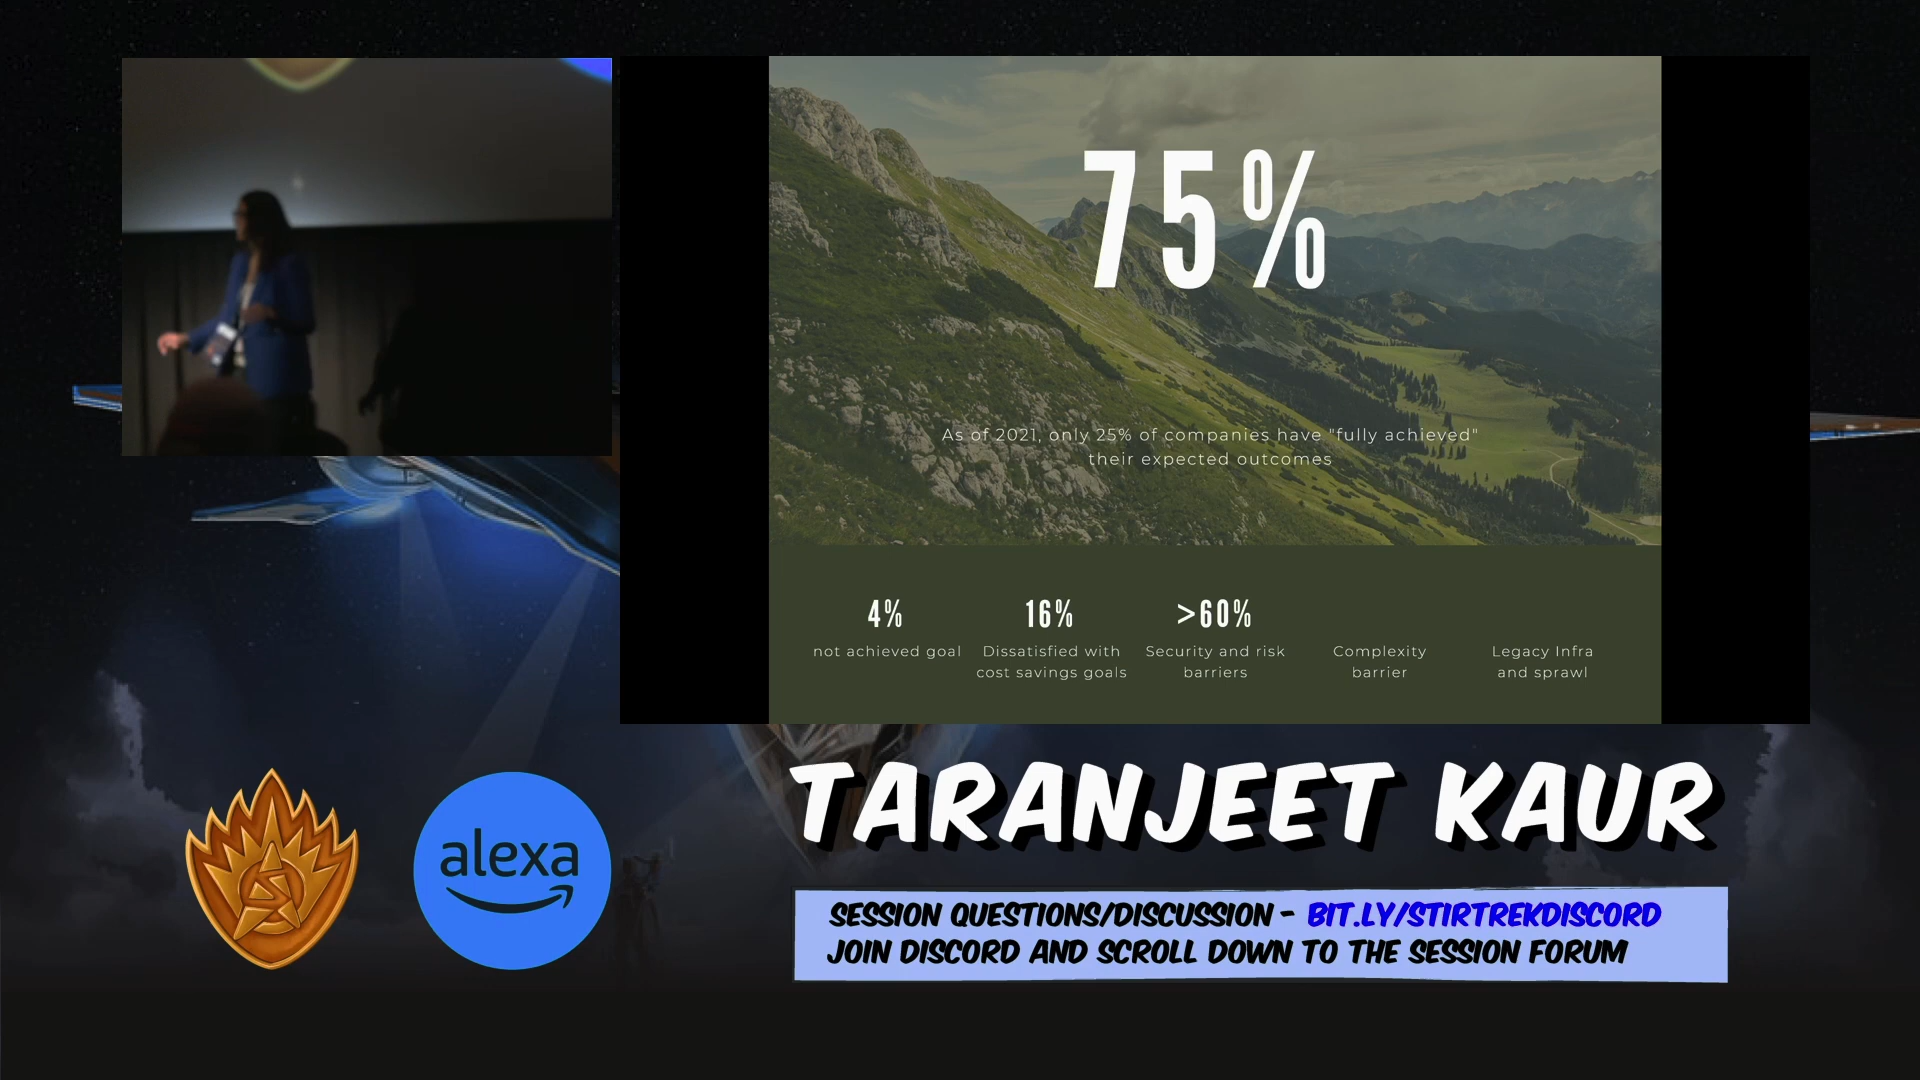 75%
As of 2021, only 25% of companies have "fully achieved"
their expected outcomes
4%
not achieved goal
16%
Dissatisfied with
cost savings goals
>60%
Security and risk
barriers
Complexity
barrier
Legacy Infra
and sprawl
alexa
TARANJEET KAUR
SESSION QUESTIONS/DISCUSSION - BIT.LY/STIRTREKDISCORD
JOIN DISCORD AND SCROLL DOWN TO THE SESSION FORUM